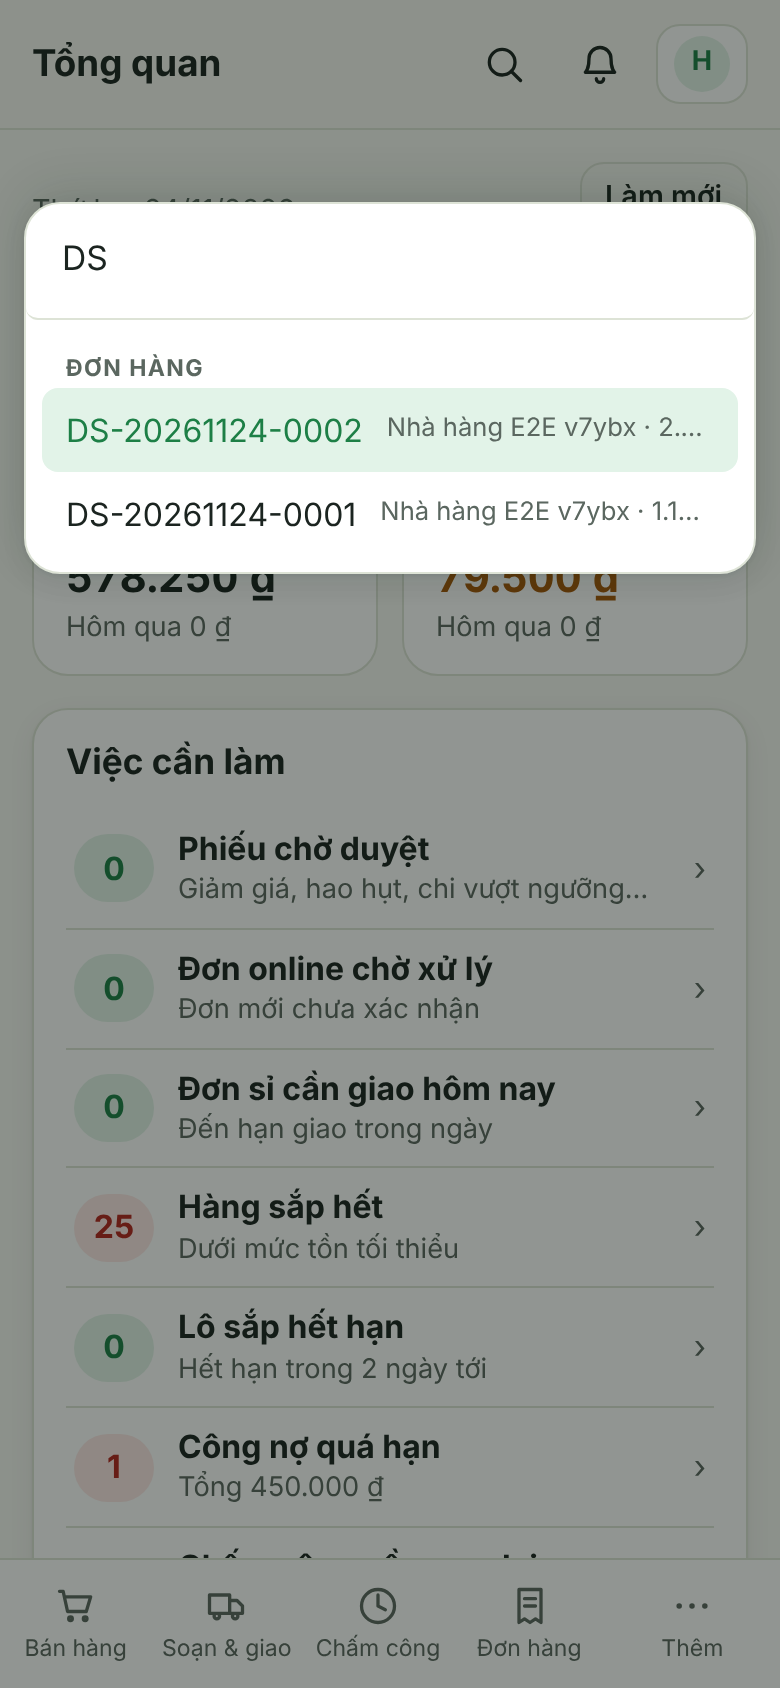 Tổng quan
H
Làm mới
DS
ĐƠN HÀNG
DS-20261124-0002 Nhà hàng E2E v7ybx · 2....
DS-20261124-0001 Nhà hàng E2E v7ybx · 1.1...
578.250 ₫ 79.500 ₫
Hôm qua 0 ₫ Hôm qua 0 ₫
Việc cần làm
0 Phiếu chờ duyệt
Giảm giá, hao hụt, chi vượt ngưỡng...
0 Đơn online chờ xử lý
Đơn mới chưa xác nhận
0 Đơn sỉ cần giao hôm nay
Đến hạn giao trong ngày
25 Hàng sắp hết
Dưới mức tồn tối thiểu
0 Lô sắp hết hạn
Hết hạn trong 2 ngày tới
1 Công nợ quá hạn
Tổng 450.000 ₫
Bán hàng Soạn & giao Chấm công Đơn hàng Thêm